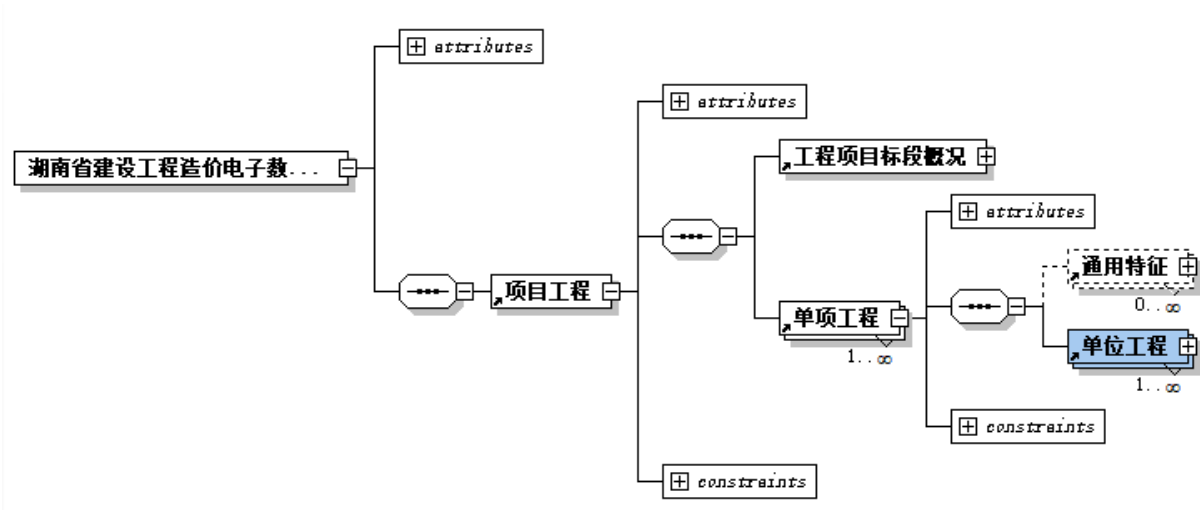 attributes
attributes
工程项目标段概况
湖南省建设工程造价电子数...
attributes
通用特征
0..∞
项目工程
单项工程
1..∞
单位工程
1..∞
constraints
constraints